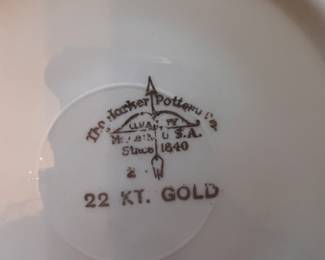 The Harker Pottery Co.
U.S.A.
Since 1840
22 KT. GOLD